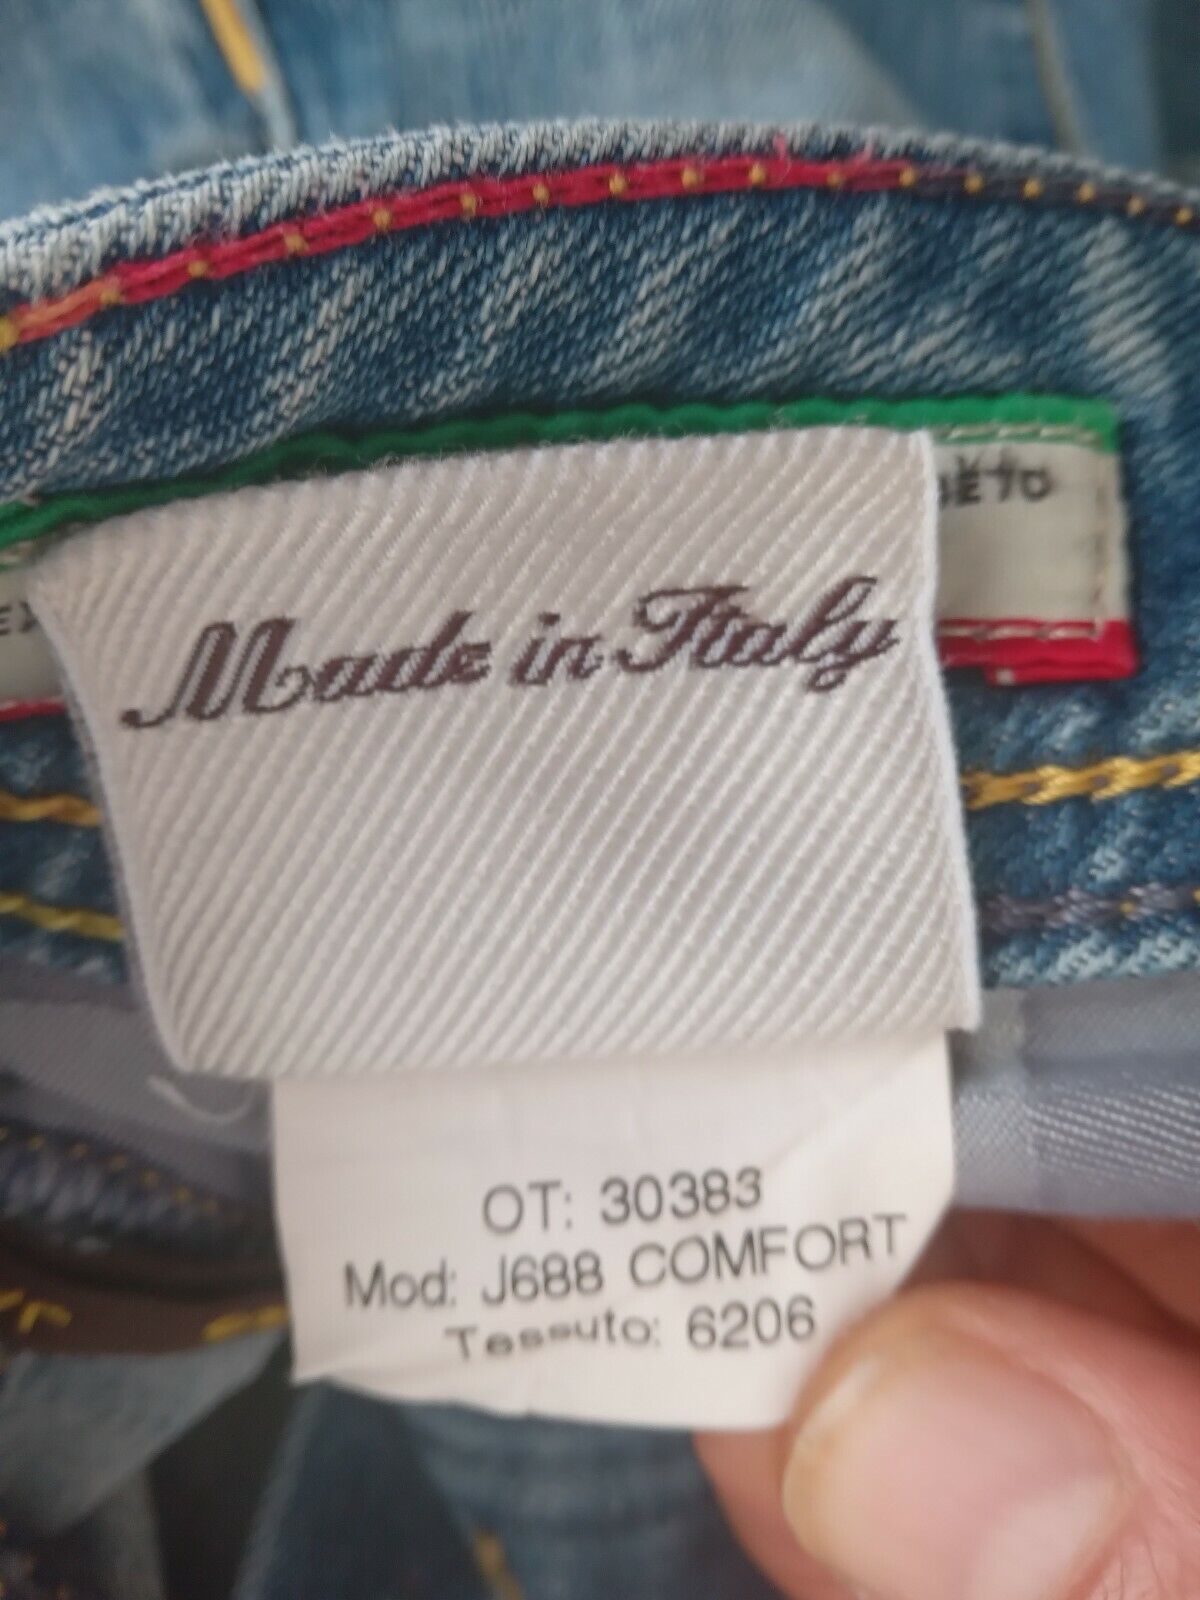 Made in Italy
OT: 30383
Mod: J688 COMFORT
Tessuto: 6206